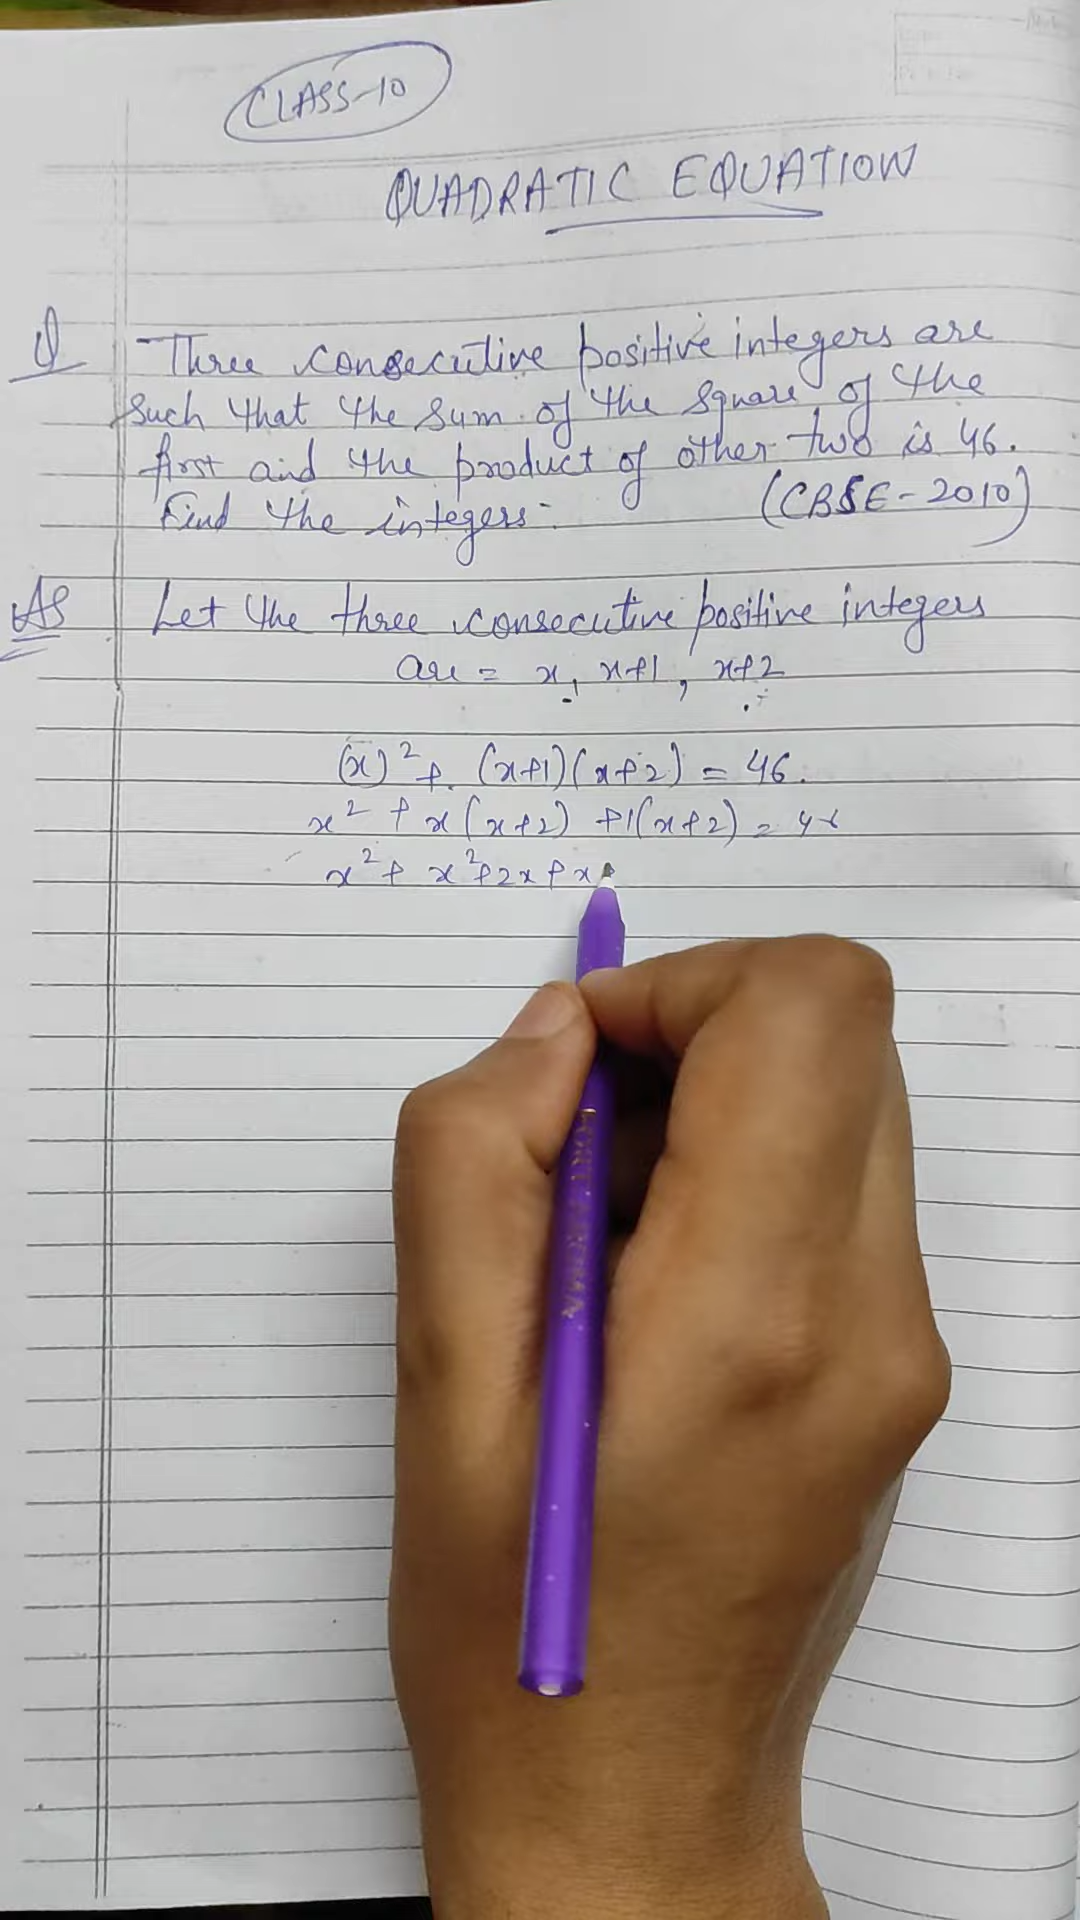 CLASS-10
QUADRATIC EQUATION
Q Three consecutive positive integers are
such that the sum of the square of the
first and the product of other two is 46.
Find the integers:
(CBSE-2010)
AS Let the three consecutive positive integers
are = x, x+1, x+2
(x)² + (x+1)(x+2) = 46.
x² + x(x+2) +1(x+2) = 46
x² + x²+2x+x